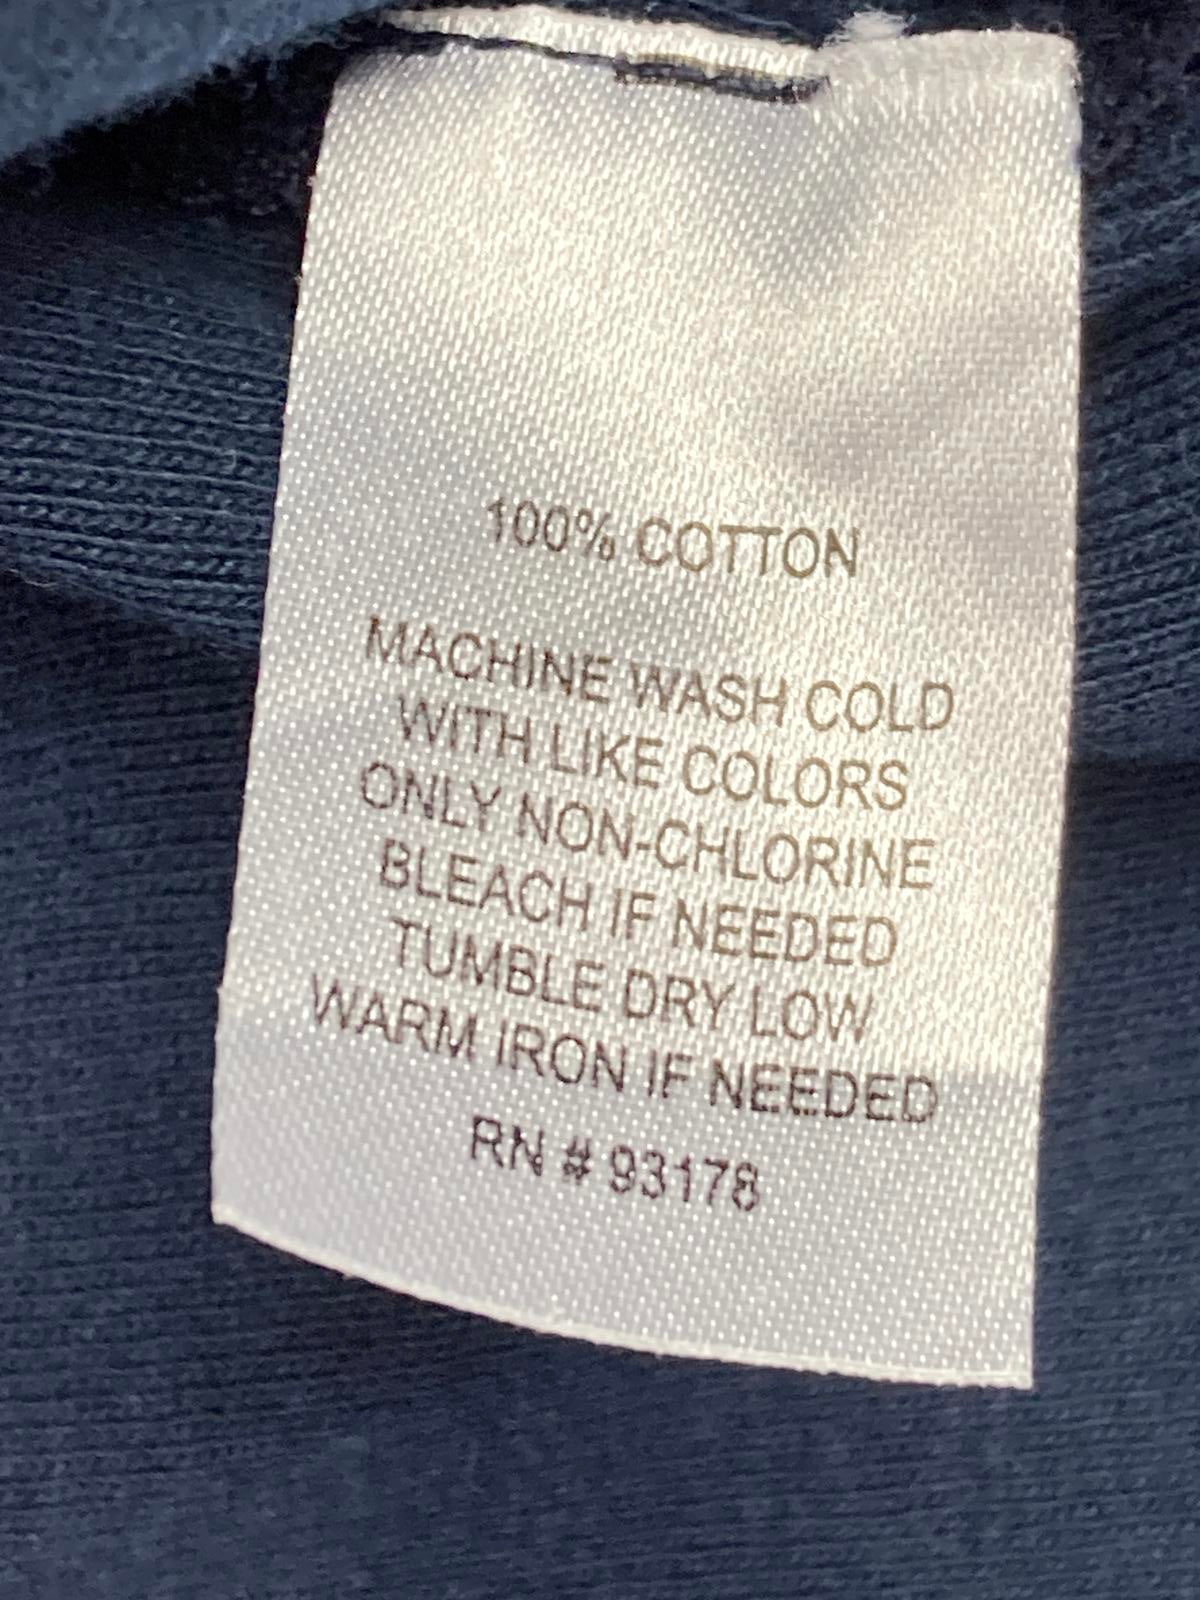 100% COTTON
MACHINE WASH COLD
WITH LIKE COLORS
ONLY NON-CHLORINE
BLEACH IF NEEDED
TUMBLE DRY LOW
WARM IRON IF NEEDED
RN # 93178